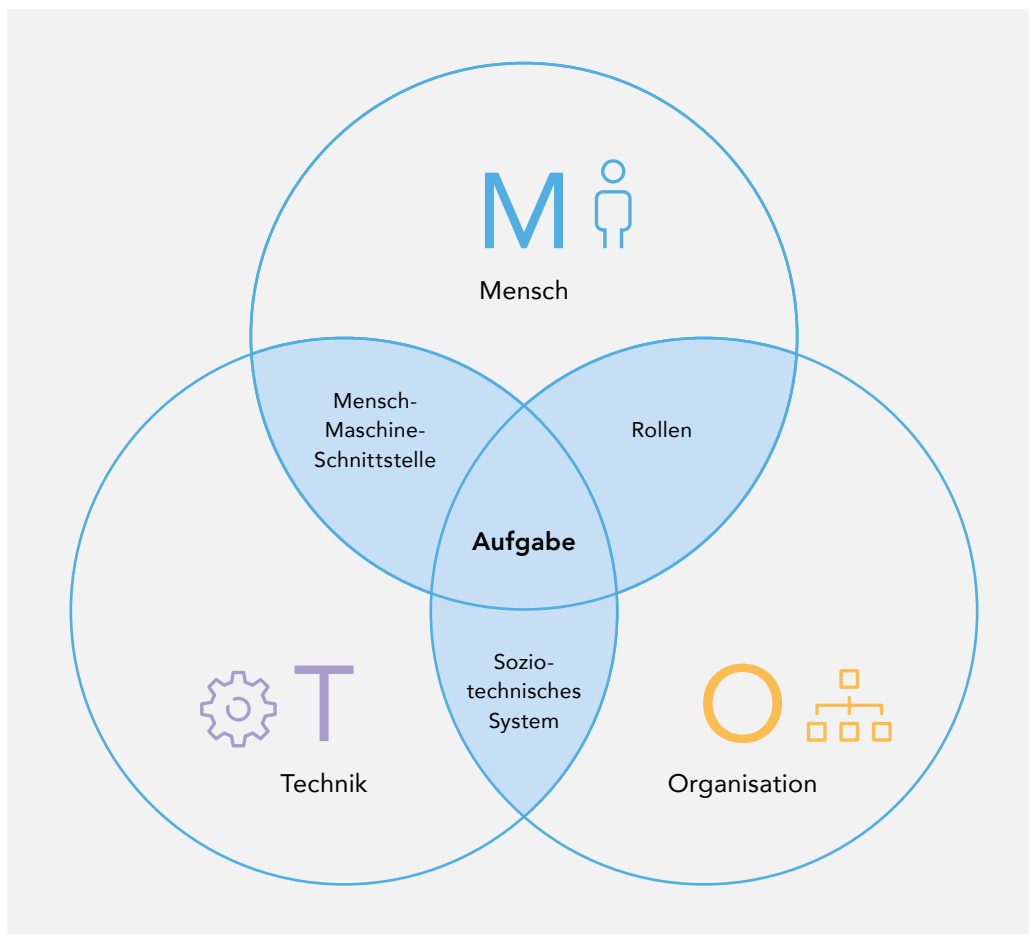 M
Mensch
Mensch-
Maschine-
Schnittstelle
Rollen
Aufgabe
Sozio-
technisches
System
T
Technik
O
Organisation